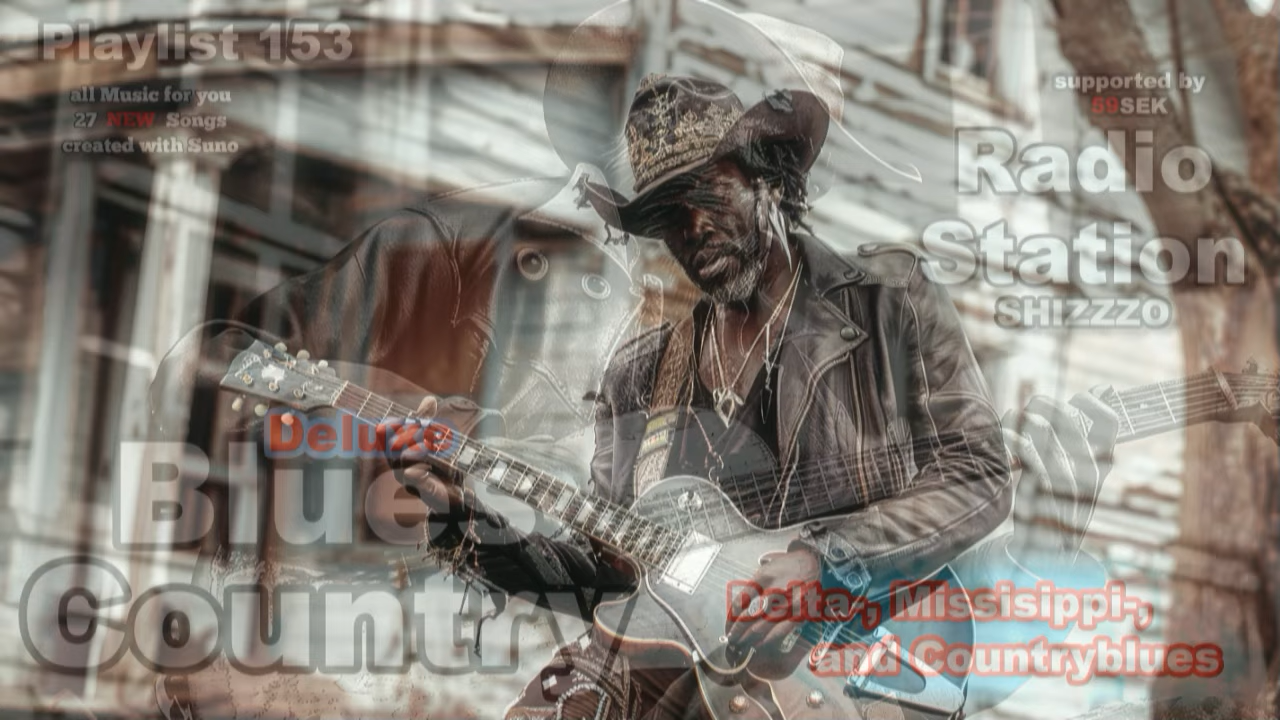 Playlist 153
all Music for you
27 NEW Songs
created with Suno
supported by
59SEK
Radio
Station
SHIZZZO
Deluxe
Blues
Country
Delta-, Missisippi-,
and Countryblues